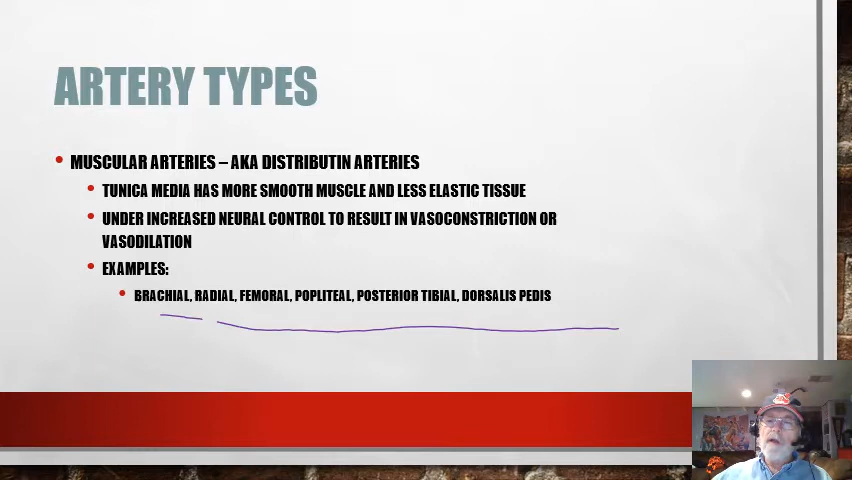 ARTERY TYPES
MUSCULAR ARTERIES – AKA DISTRIBUTIN ARTERIES
TUNICA MEDIA HAS MORE SMOOTH MUSCLE AND LESS ELASTIC TISSUE
UNDER INCREASED NEURAL CONTROL TO RESULT IN VASOCONSTRICTION OR
VASODILATION
EXAMPLES:
BRACHIAL, RADIAL, FEMORAL, POPLITEAL, POSTERIOR TIBIAL, DORSALIS PEDIS